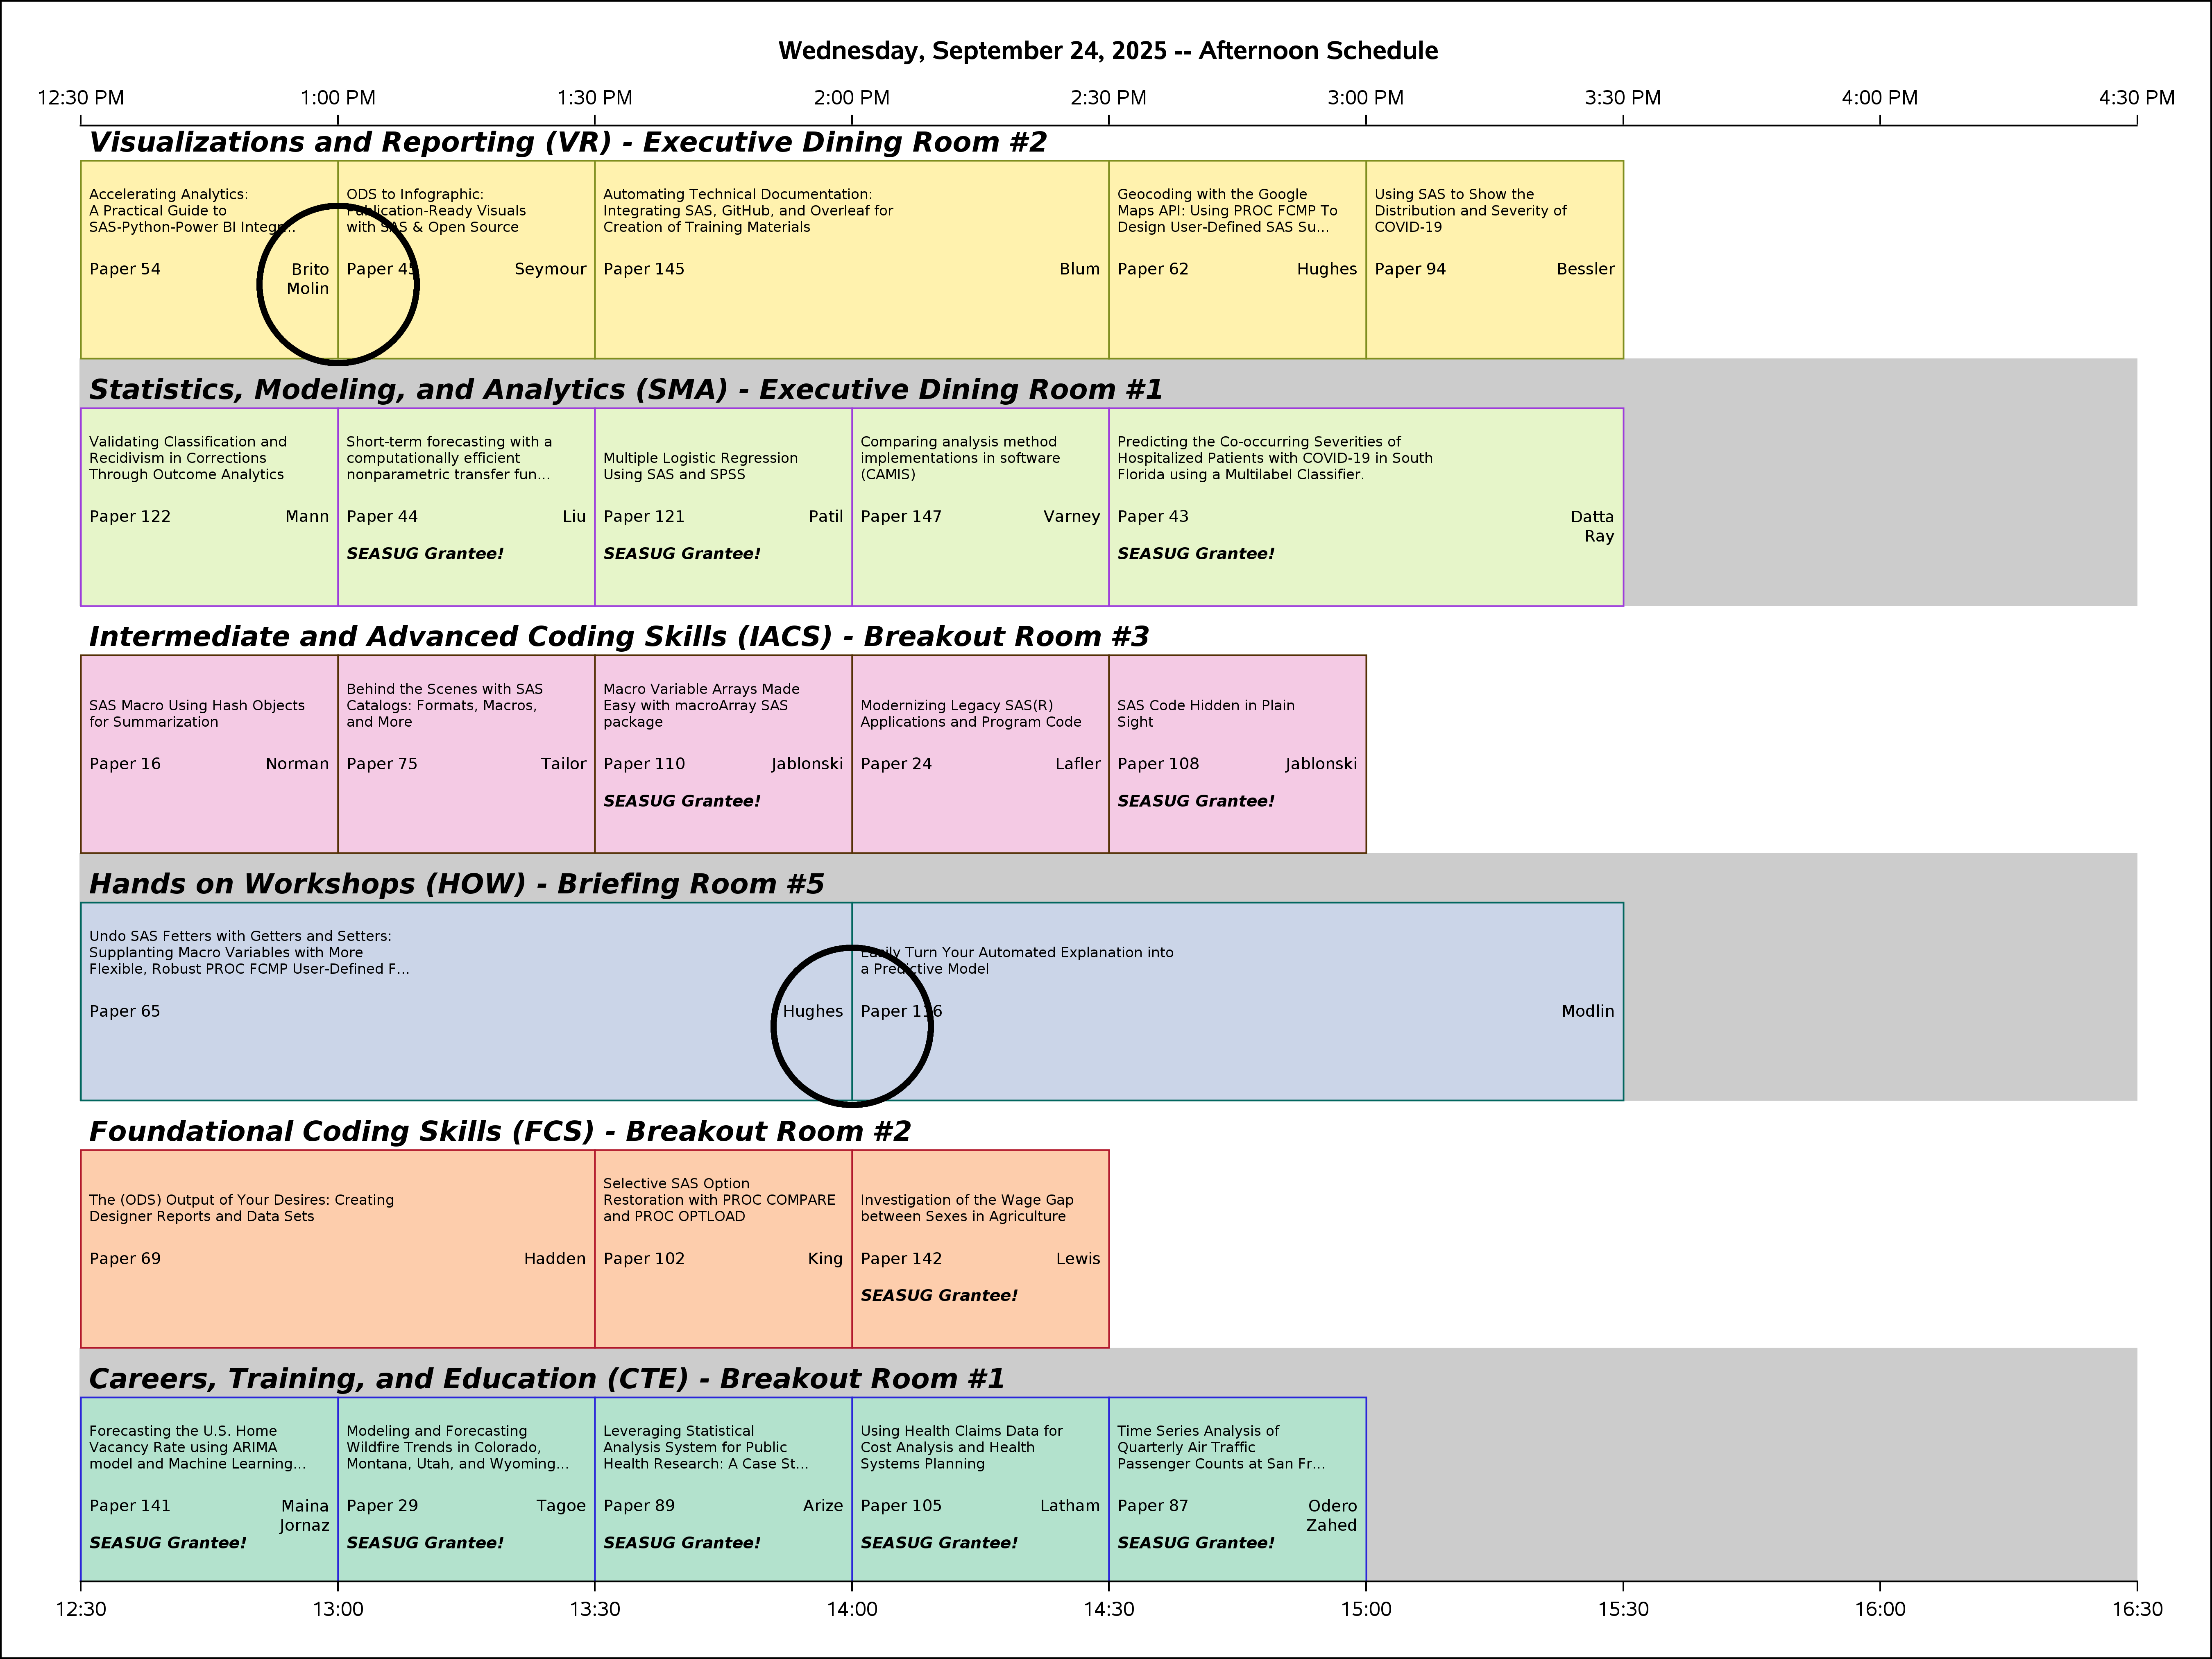 Wednesday, September 24, 2025 -- Afternoon Schedule
12:30 PM 1:00 PM 1:30 PM 2:00 PM 2:30 PM 3:00 PM 3:30 PM 4:00 PM 4:30 PM
Visualizations and Reporting (VR) - Executive Dining Room #2
Accelerating Analytics:
A Practical Guide to
SAS-Python-Power BI Integr...
Paper 54
Brito
Molin
ODS to Infographic:
Publication-Ready Visuals
with SAS & Open Source
Paper 45
Seymour
Automating Technical Documentation:
Integrating SAS, GitHub, and Overleaf for
Creation of Training Materials
Paper 145
Blum
Geocoding with the Google
Maps API: Using PROC FCMP To
Design User-Defined SAS Su...
Paper 62
Hughes
Using SAS to Show the
Distribution and Severity of
COVID-19
Paper 94
Bessler
Statistics, Modeling, and Analytics (SMA) - Executive Dining Room #1
Validating Classification and
Recidivism in Corrections
Through Outcome Analytics
Paper 122
Mann
Short-term forecasting with a
computationally efficient
nonparametric transfer fun...
Paper 44
Liu
SEASUG Grantee!
Multiple Logistic Regression
Using SAS and SPSS
Paper 121
Patil
SEASUG Grantee!
Comparing analysis method
implementations in software
(CAMIS)
Paper 147
Varney
Predicting the Co-occurring Severities of
Hospitalized Patients with COVID-19 in South
Florida using a Multilabel Classifier.
Paper 43
Datta
Ray
SEASUG Grantee!
Intermediate and Advanced Coding Skills (IACS) - Breakout Room #3
SAS Macro Using Hash Objects
for Summarization
Paper 16
Norman
Behind the Scenes with SAS
Catalogs: Formats, Macros,
and More
Paper 75
Tailor
Macro Variable Arrays Made
Easy with macroArray SAS
package
Paper 110
Jablonski
SEASUG Grantee!
Modernizing Legacy SAS(R)
Applications and Program Code
Paper 24
Lafler
SAS Code Hidden in Plain
Sight
Paper 108
Jablonski
SEASUG Grantee!
Hands on Workshops (HOW) - Briefing Room #5
Undo SAS Fetters with Getters and Setters:
Supplanting Macro Variables with More
Flexible, Robust PROC FCMP User-Defined F...
Paper 65
Hughes
Easily Turn Your Automated Explanation into
a Predictive Model
Paper 116
Modlin
Foundational Coding Skills (FCS) - Breakout Room #2
The (ODS) Output of Your Desires: Creating
Designer Reports and Data Sets
Paper 69
Hadden
Selective SAS Option
Restoration with PROC COMPARE
and PROC OPTLOAD
Paper 102
King
Investigation of the Wage Gap
between Sexes in Agriculture
Paper 142
Lewis
SEASUG Grantee!
Careers, Training, and Education (CTE) - Breakout Room #1
Forecasting the U.S. Home
Vacancy Rate using ARIMA
model and Machine Learning...
Paper 141
Maina
Jornaz
SEASUG Grantee!
Modeling and Forecasting
Wildfire Trends in Colorado,
Montana, Utah, and Wyoming...
Paper 29
Tagoe
SEASUG Grantee!
Leveraging Statistical
Analysis System for Public
Health Research: A Case St...
Paper 89
Arize
SEASUG Grantee!
Using Health Claims Data for
Cost Analysis and Health
Systems Planning
Paper 105
Latham
SEASUG Grantee!
Time Series Analysis of
Quarterly Air Traffic
Passenger Counts at San Fr...
Paper 87
Odero
Zahed
SEASUG Grantee!
12:30 13:00 13:30 14:00 14:30 15:00 15:30 16:00 16:30